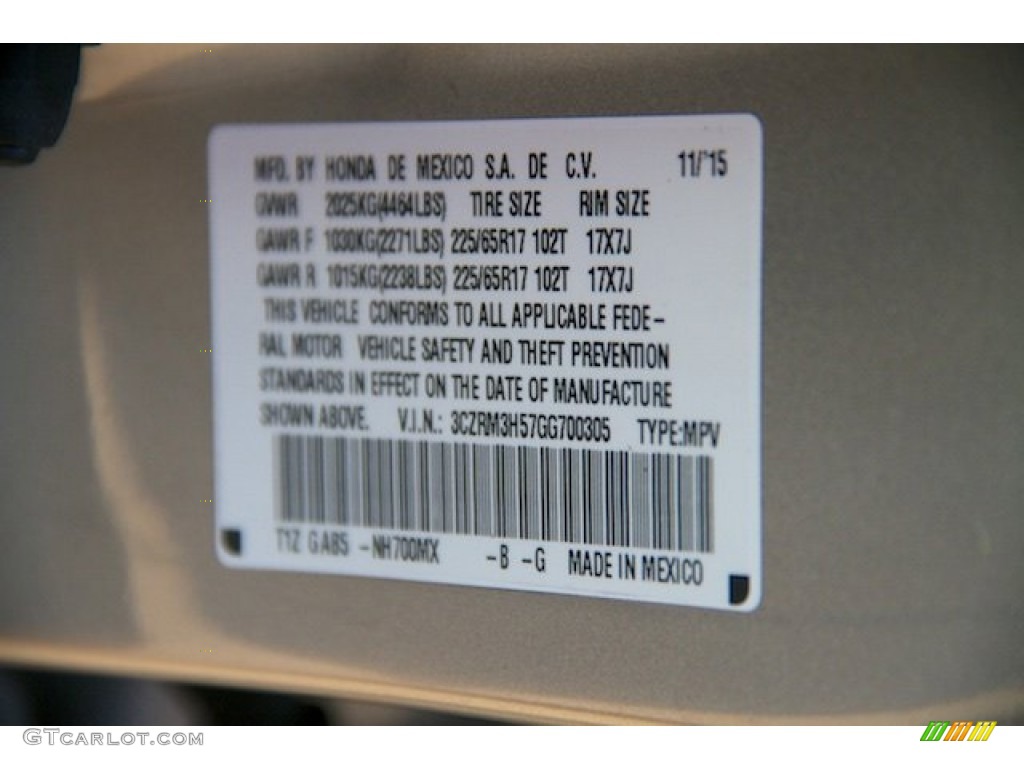 MFD. BY HONDA DE MEXICO S.A. DE C.V. 11/'15
GVWR 2025KG(4464LBS) TIRE SIZE RIM SIZE
GAWR F 1030KG(2271LBS) 225/65R17 102T 17X7J
GAWR R 1015KG(2238LBS) 225/65R17 102T 17X7J
THIS VEHICLE CONFORMS TO ALL APPLICABLE FEDE-
RAL MOTOR VEHICLE SAFETY AND THEFT PREVENTION
STANDARDS IN EFFECT ON THE DATE OF MANUFACTURE
SHOWN ABOVE. V.I.N.: 3CZRM3H57GG700305 TYPE:MPV
T1Z GAB5 -NH700MX -B -G MADE IN MEXICO
GTCARLOT.COM